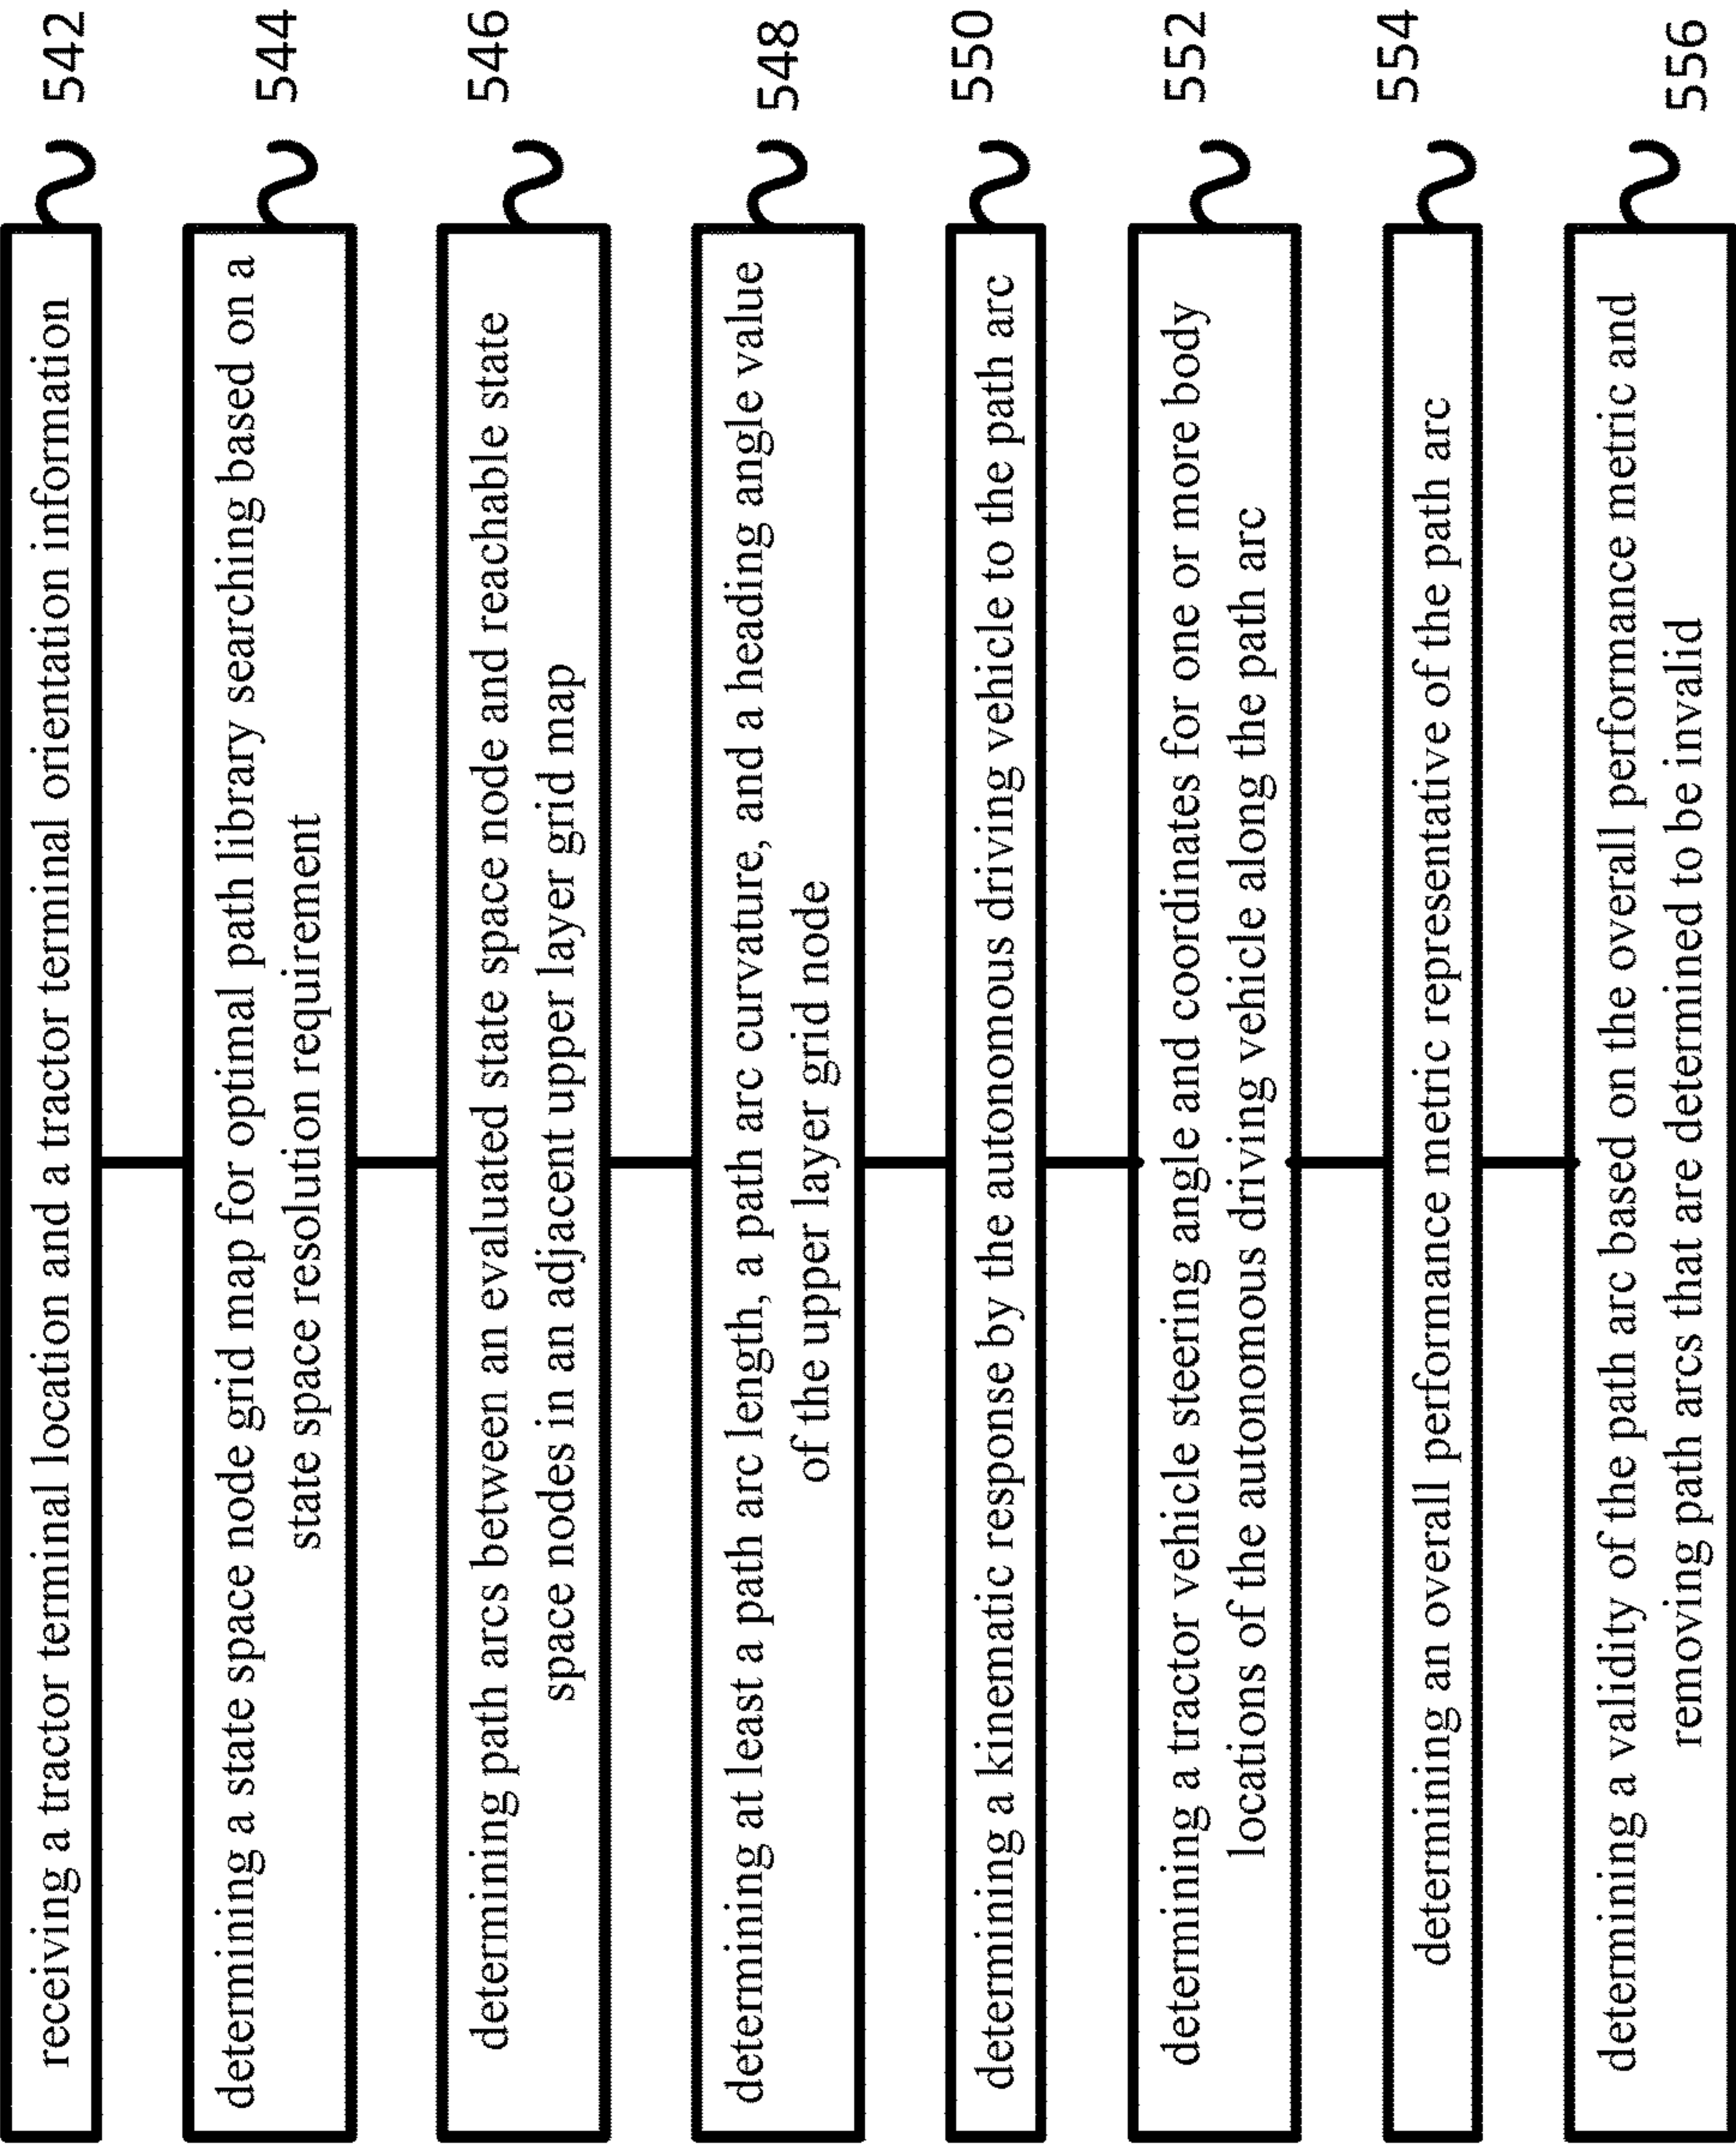 receiving a tractor terminal location and a tractor terminal orientation information
542
determining a state space node grid map for optimal path library searching based on a
state space resolution requirement
544
determining path arcs between an evaluated state space node and reachable state
space nodes in an adjacent upper layer grid map
546
determining at least a path arc length, a path arc curvature, and a heading angle value
of the upper layer grid node
548
determining a kinematic response by the autonomous driving vehicle to the path arc
550
determining a tractor vehicle steering angle and coordinates for one or more body
locations of the autonomous driving vehicle along the path arc
552
determining an overall performance metric representative of the path arc
554
determining a validity of the path arc based on the overall performance metric and
removing path arcs that are determined to be invalid
556